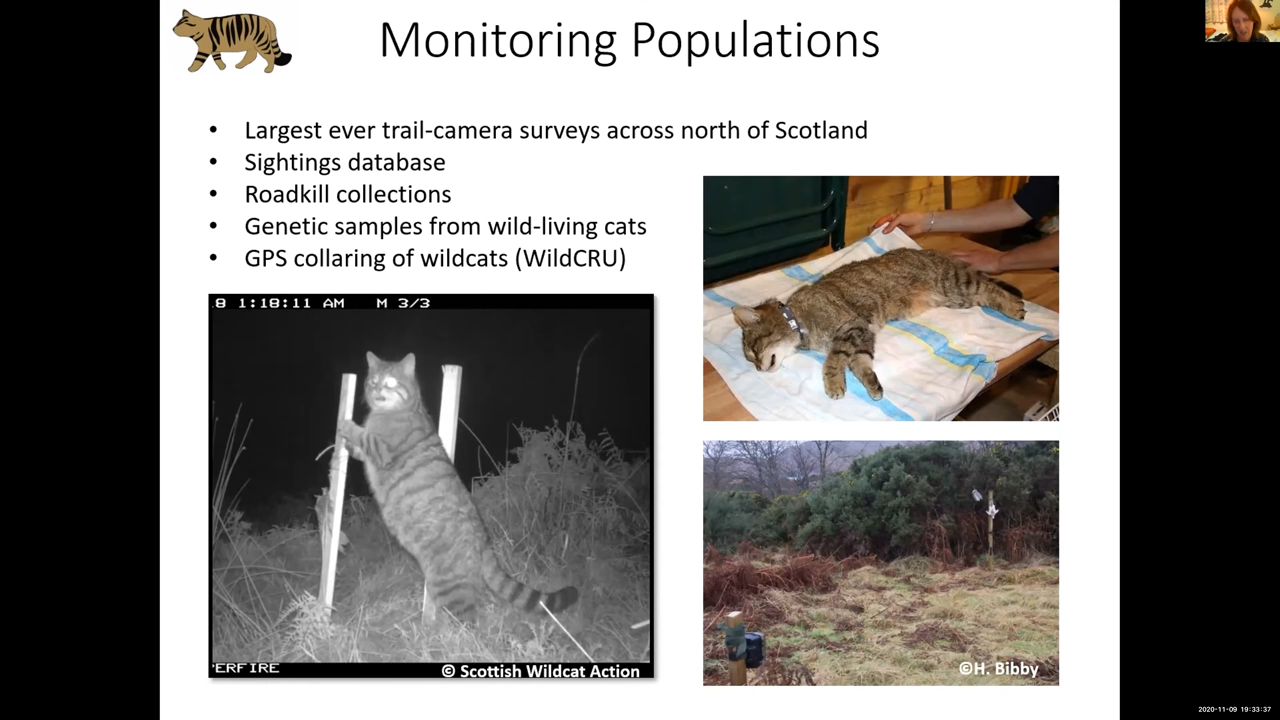 Monitoring Populations
• Largest ever trail-camera surveys across north of Scotland
• Sightings database
• Roadkill collections
• Genetic samples from wild-living cats
• GPS collaring of wildcats (WildCRU)
8 1:18:11 AM M 3/3
ERFIRE
© Scottish Wildcat Action
©H. Bibby
2020-11-09 19:33:37